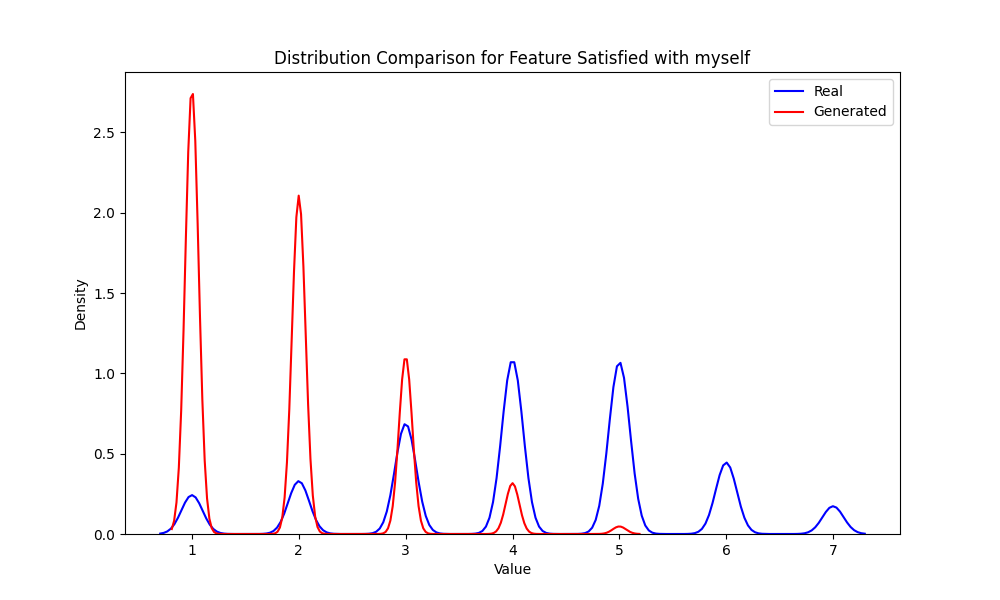 Distribution Comparison for Feature Satisfied with myself
Real
Generated
Density
2.5
2.0
1.5
1.0
0.5
0.0
1 2 3 4 5 6 7
Value